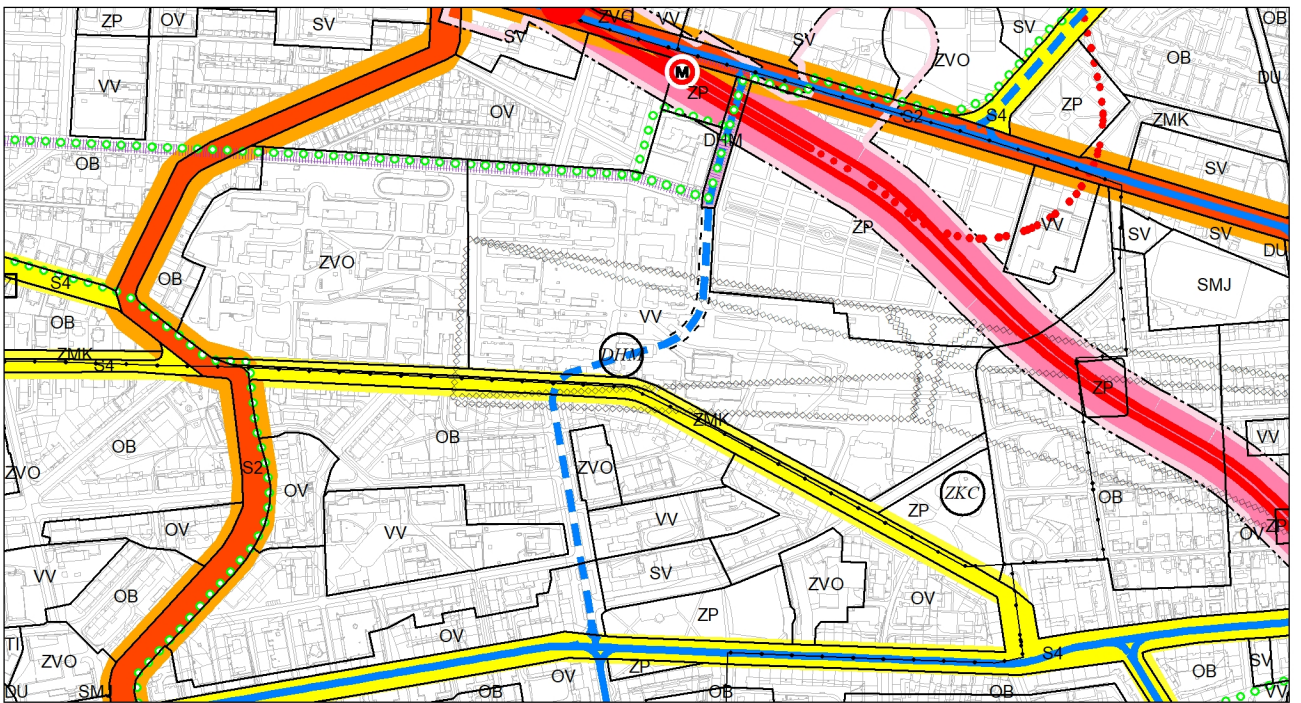 ZP OV SV ZVO VV SV SV OB
SV ZVO OB
VV M DU
ZP OV ZP
S2 S4 ZMK
DHM
OB SV
ZP VV SV SV
ZVO DU
OB
S4 SMJ
VV
OB
DHM
ZMK
S4
ZP
ZMK
OB OB VV
ZVO S2 ZVO
OV ZKC OB
ZP
VV
OV VV OV ZP
VV SV
OB ZVO OV
ZP
TI OV
S4
ZVO ZP OB SV
OV
DU SMJ OB OB OB VV